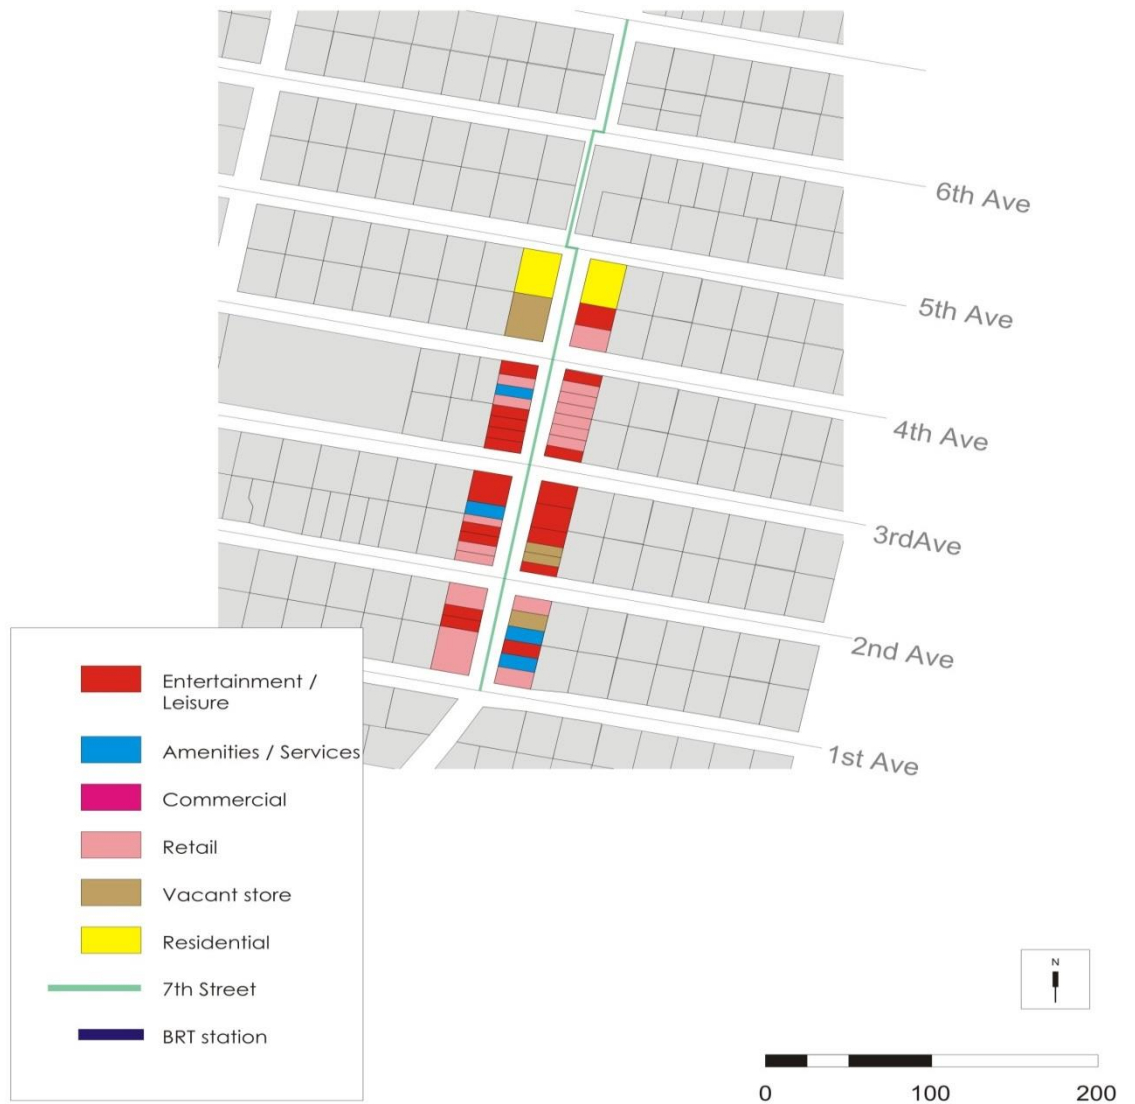 6th Ave
5th Ave
4th Ave
3rdAve
2nd Ave
1st Ave
Entertainment /
Leisure
Amenities / Services
Commercial
Retail
Vacant store
Residential
7th Street
BRT station
N
0 100 200